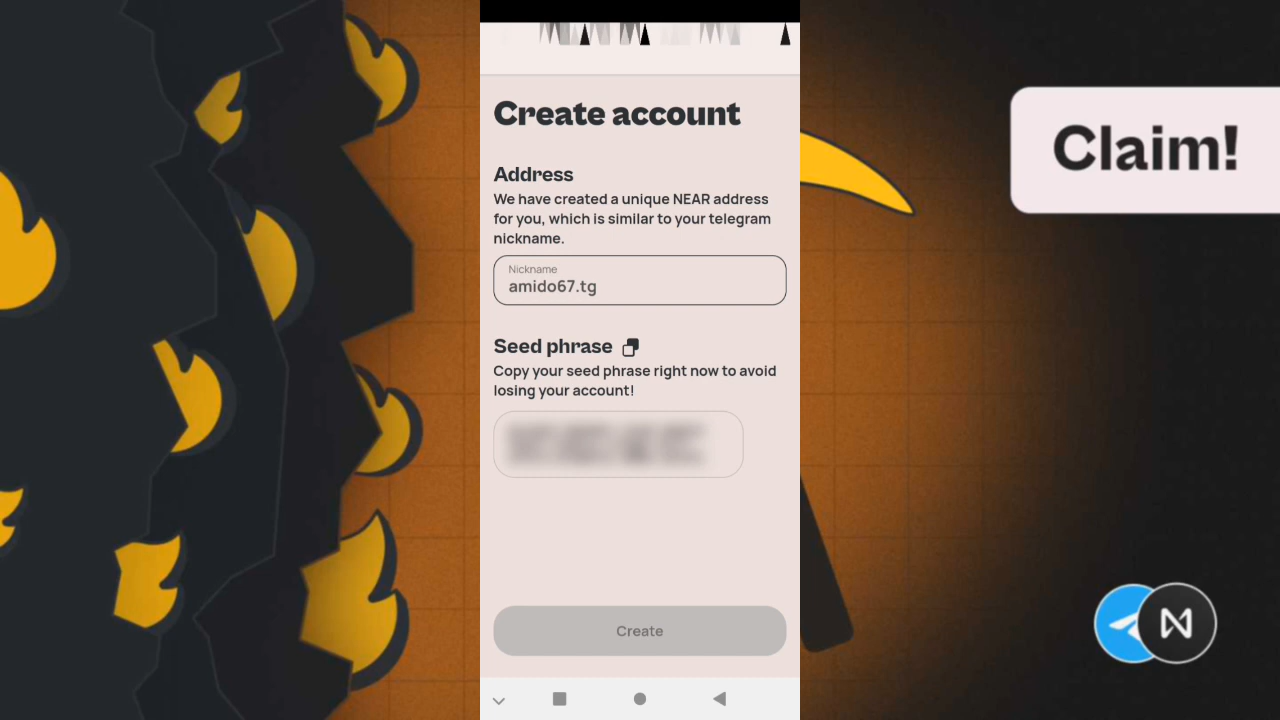 Create account
Address
We have created a unique NEAR address
for you, which is similar to your telegram
nickname.
Nickname
amido67.tg
Seed phrase
Copy your seed phrase right now to avoid
losing your account!
Create
Claim!